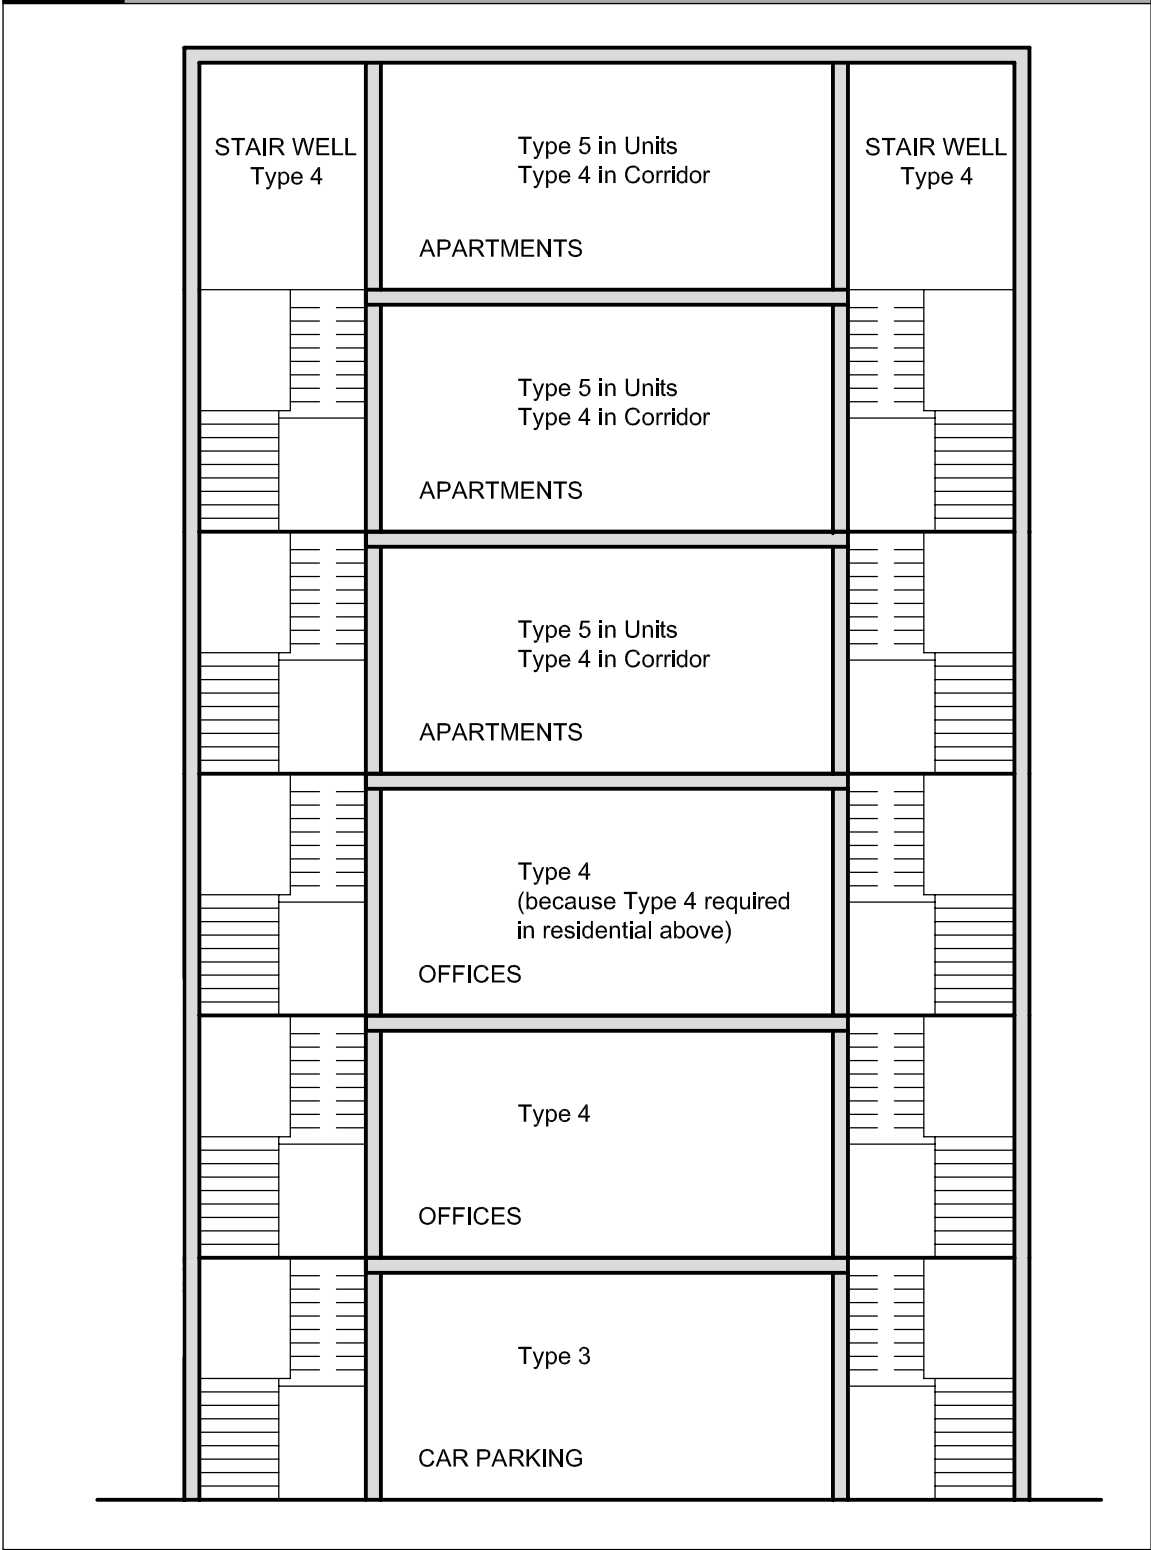 STAIR WELL
Type 4
Type 5 in Units
Type 4 in Corridor
APARTMENTS
STAIR WELL
Type 4
Type 5 in Units
Type 4 in Corridor
APARTMENTS
Type 5 in Units
Type 4 in Corridor
APARTMENTS
Type 4
(because Type 4 required
in residential above)
OFFICES
Type 4
OFFICES
Type 3
CAR PARKING